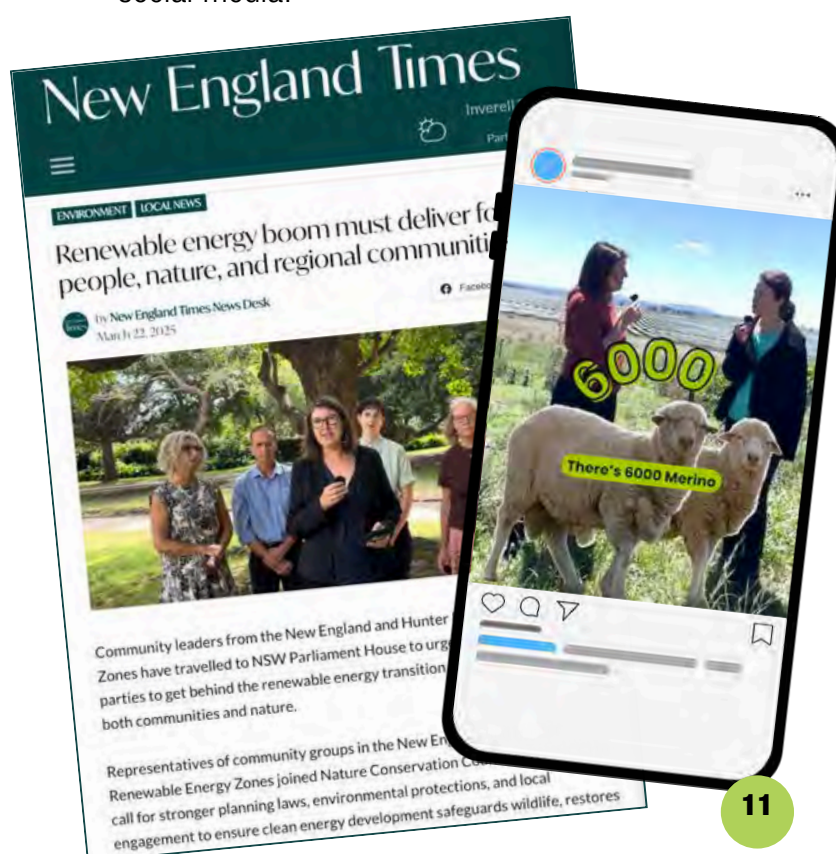 New England Times
Inverell
ENVIRONMENT LOCAL NEWS
Renewable energy boom must deliver
people, nature, and regional
by New England Times News Desk
March 22, 2025
6000
There's 6000 Merino
Community leaders from the New England and Hunter
Zones have travelled to NSW Parliament House to
parties to get behind the renewable energy transition
both communities and nature.
Representatives of community groups in the New
Renewable Energy Zones joined Nature Conservation
call for stronger planning laws, environmental protections, and local
engagement to ensure clean energy development safeguards wildlife, restores
11